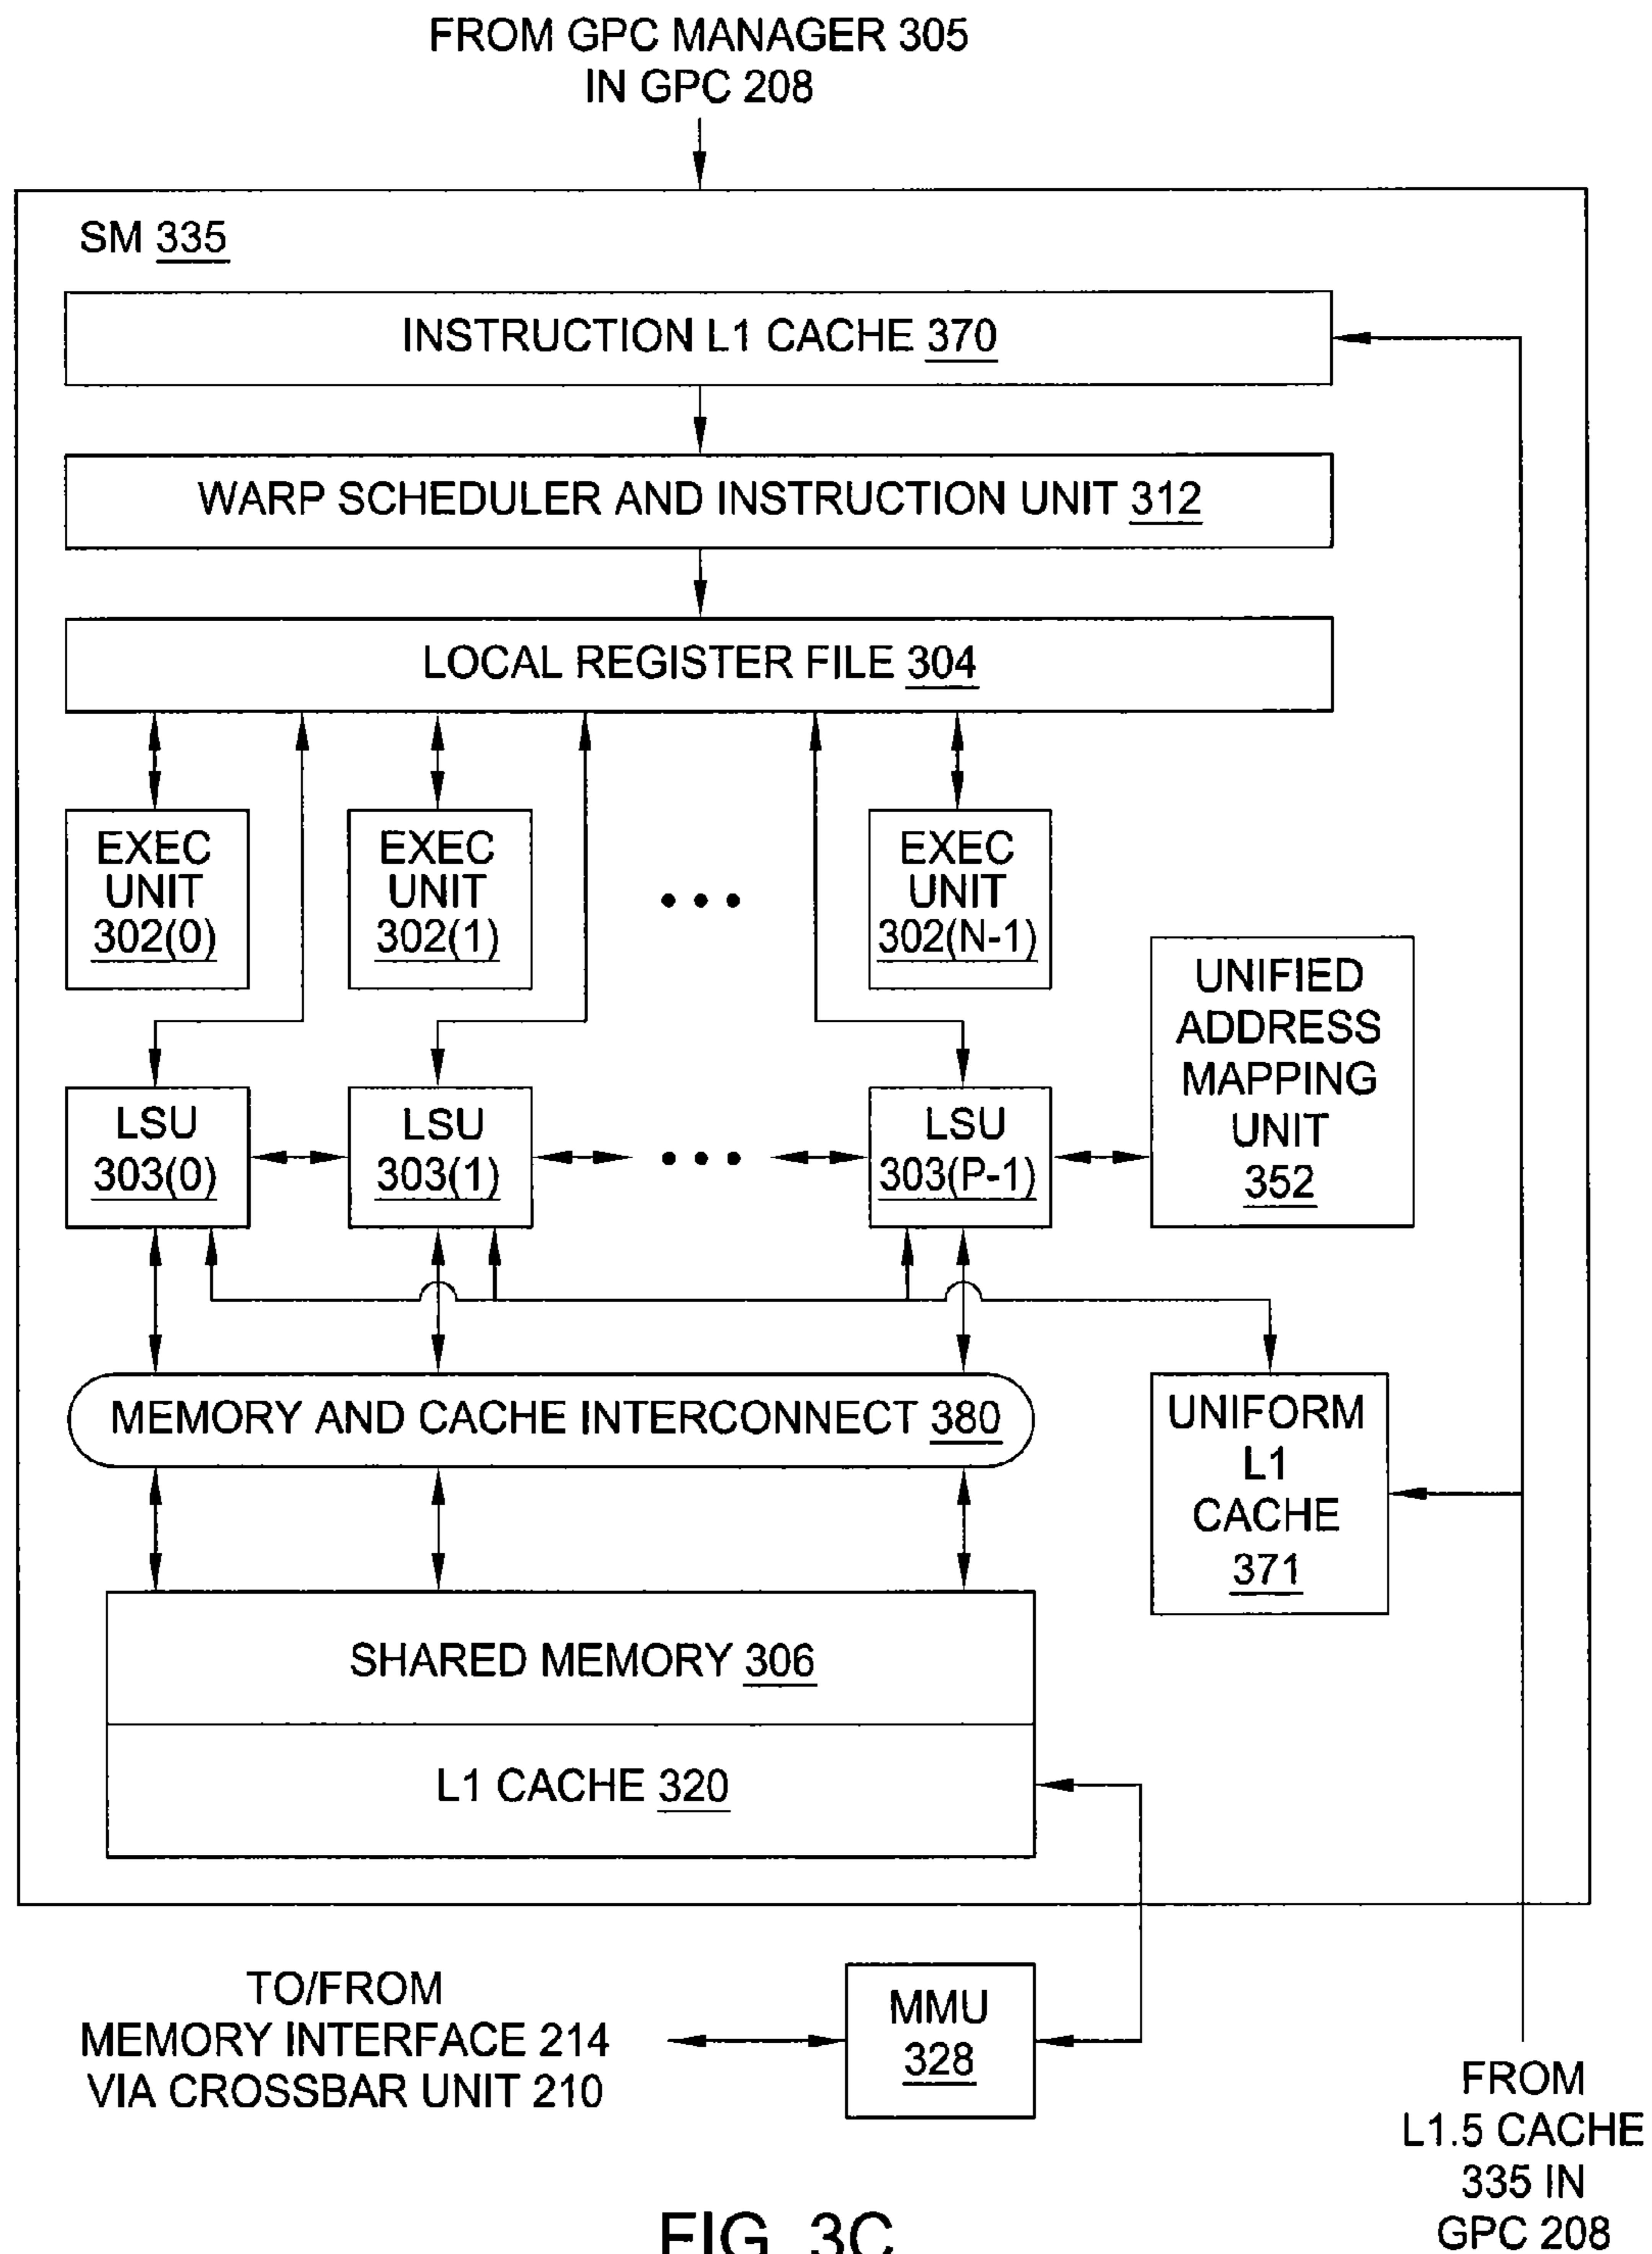 FROM GPC MANAGER 305
IN GPC 208
SM 335
INSTRUCTION L1 CACHE 370
WARP SCHEDULER AND INSTRUCTION UNIT 312
LOCAL REGISTER FILE 304
EXEC
UNIT
302(0)
EXEC
UNIT
302(1)
EXEC
UNIT
302(N-1)
UNIFIED
ADDRESS
MAPPING
UNIT
352
LSU
303(0)
LSU
303(1)
LSU
303(P-1)
MEMORY AND CACHE INTERCONNECT 380
UNIFORM
L1
CACHE
371
SHARED MEMORY 306
L1 CACHE 320
TO/FROM
MEMORY INTERFACE 214
VIA CROSSBAR UNIT 210
MMU
328
FROM
L1.5 CACHE
335 IN
GPC 208
FIG. 3C